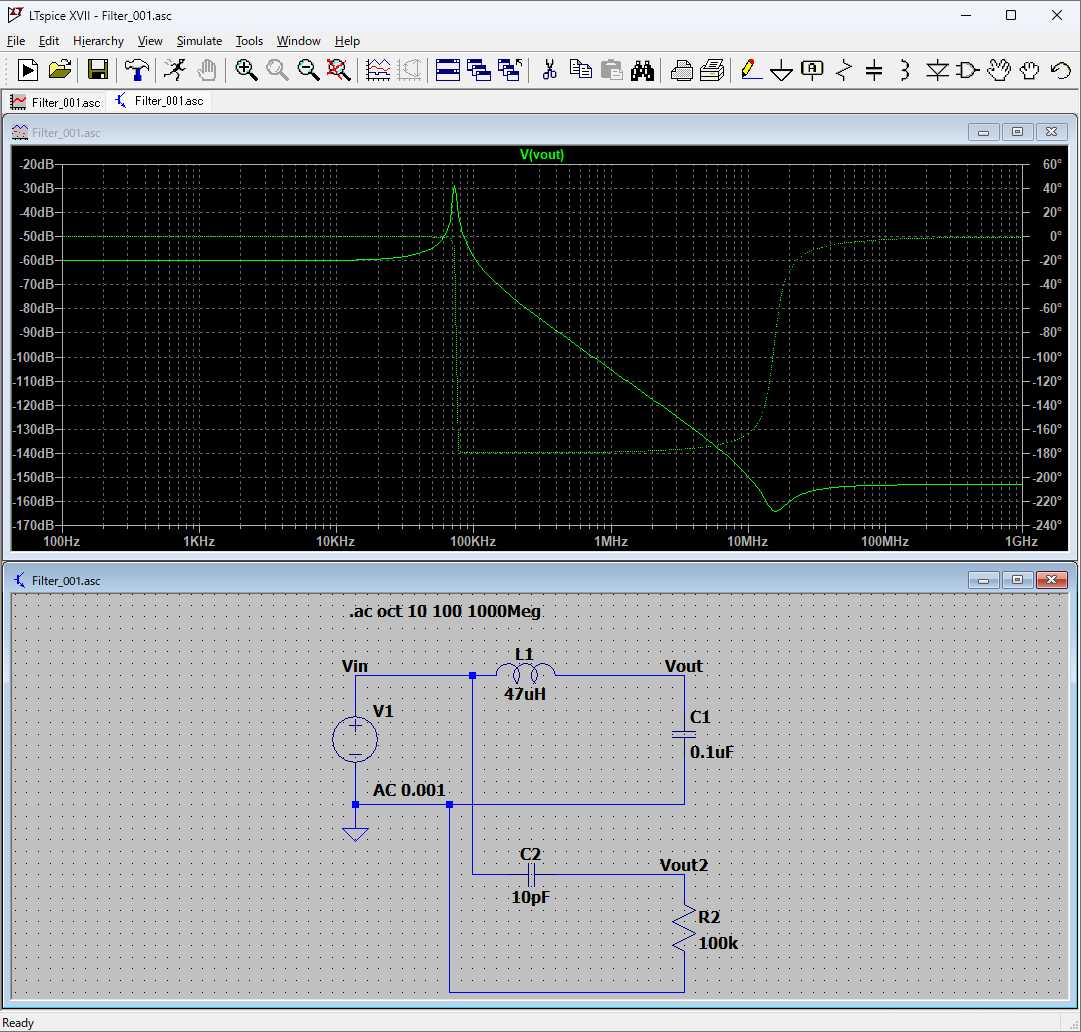 LTspice XVII - Filter_001.asc
File Edit Hierarchy View Simulate Tools Window Help
Filter_001.asc Filter_001.asc
Filter_001.asc
V(vout)
-20dB 60°
-30dB 40°
-40dB 20°
-50dB 0°
-60dB -20°
-70dB -40°
-80dB -60°
-90dB -80°
-100dB -100°
-110dB -120°
-120dB -140°
-130dB -160°
-140dB -180°
-150dB -200°
-160dB -220°
-170dB -240°
100Hz 1KHz 10KHz 100KHz 1MHz 10MHz 100MHz 1GHz
Filter_001.asc
.ac oct 10 100 1000Meg
L1
Vin Vout
47uH
V1 C1
0.1uF
AC 0.001
C2
Vout2
10pF
R2
100k
Ready